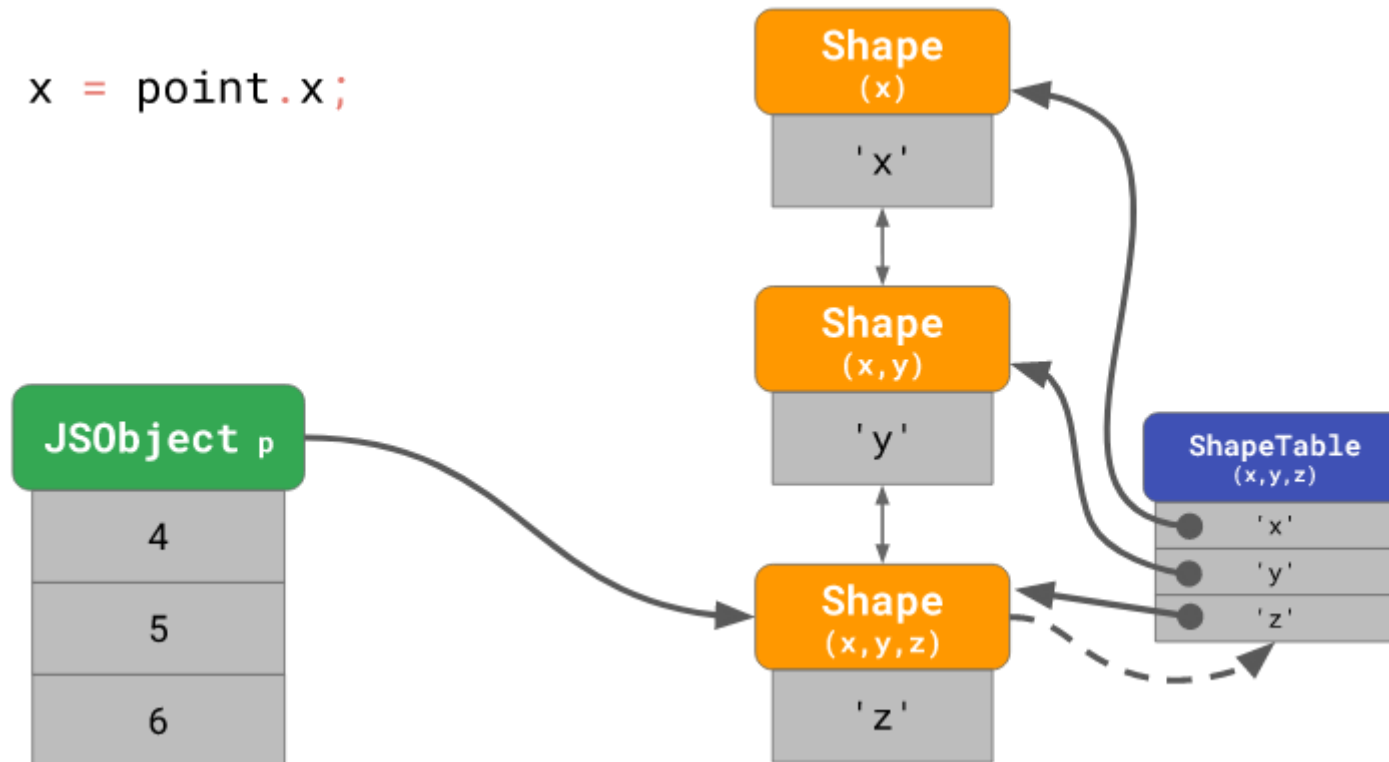 x = point.x;
Shape
(x)
'x'
Shape
(x,y)
'y'
Shape
(x,y,z)
'z'
JSObject p
4
5
6
ShapeTable
(x,y,z)
'x'
'y'
'z'